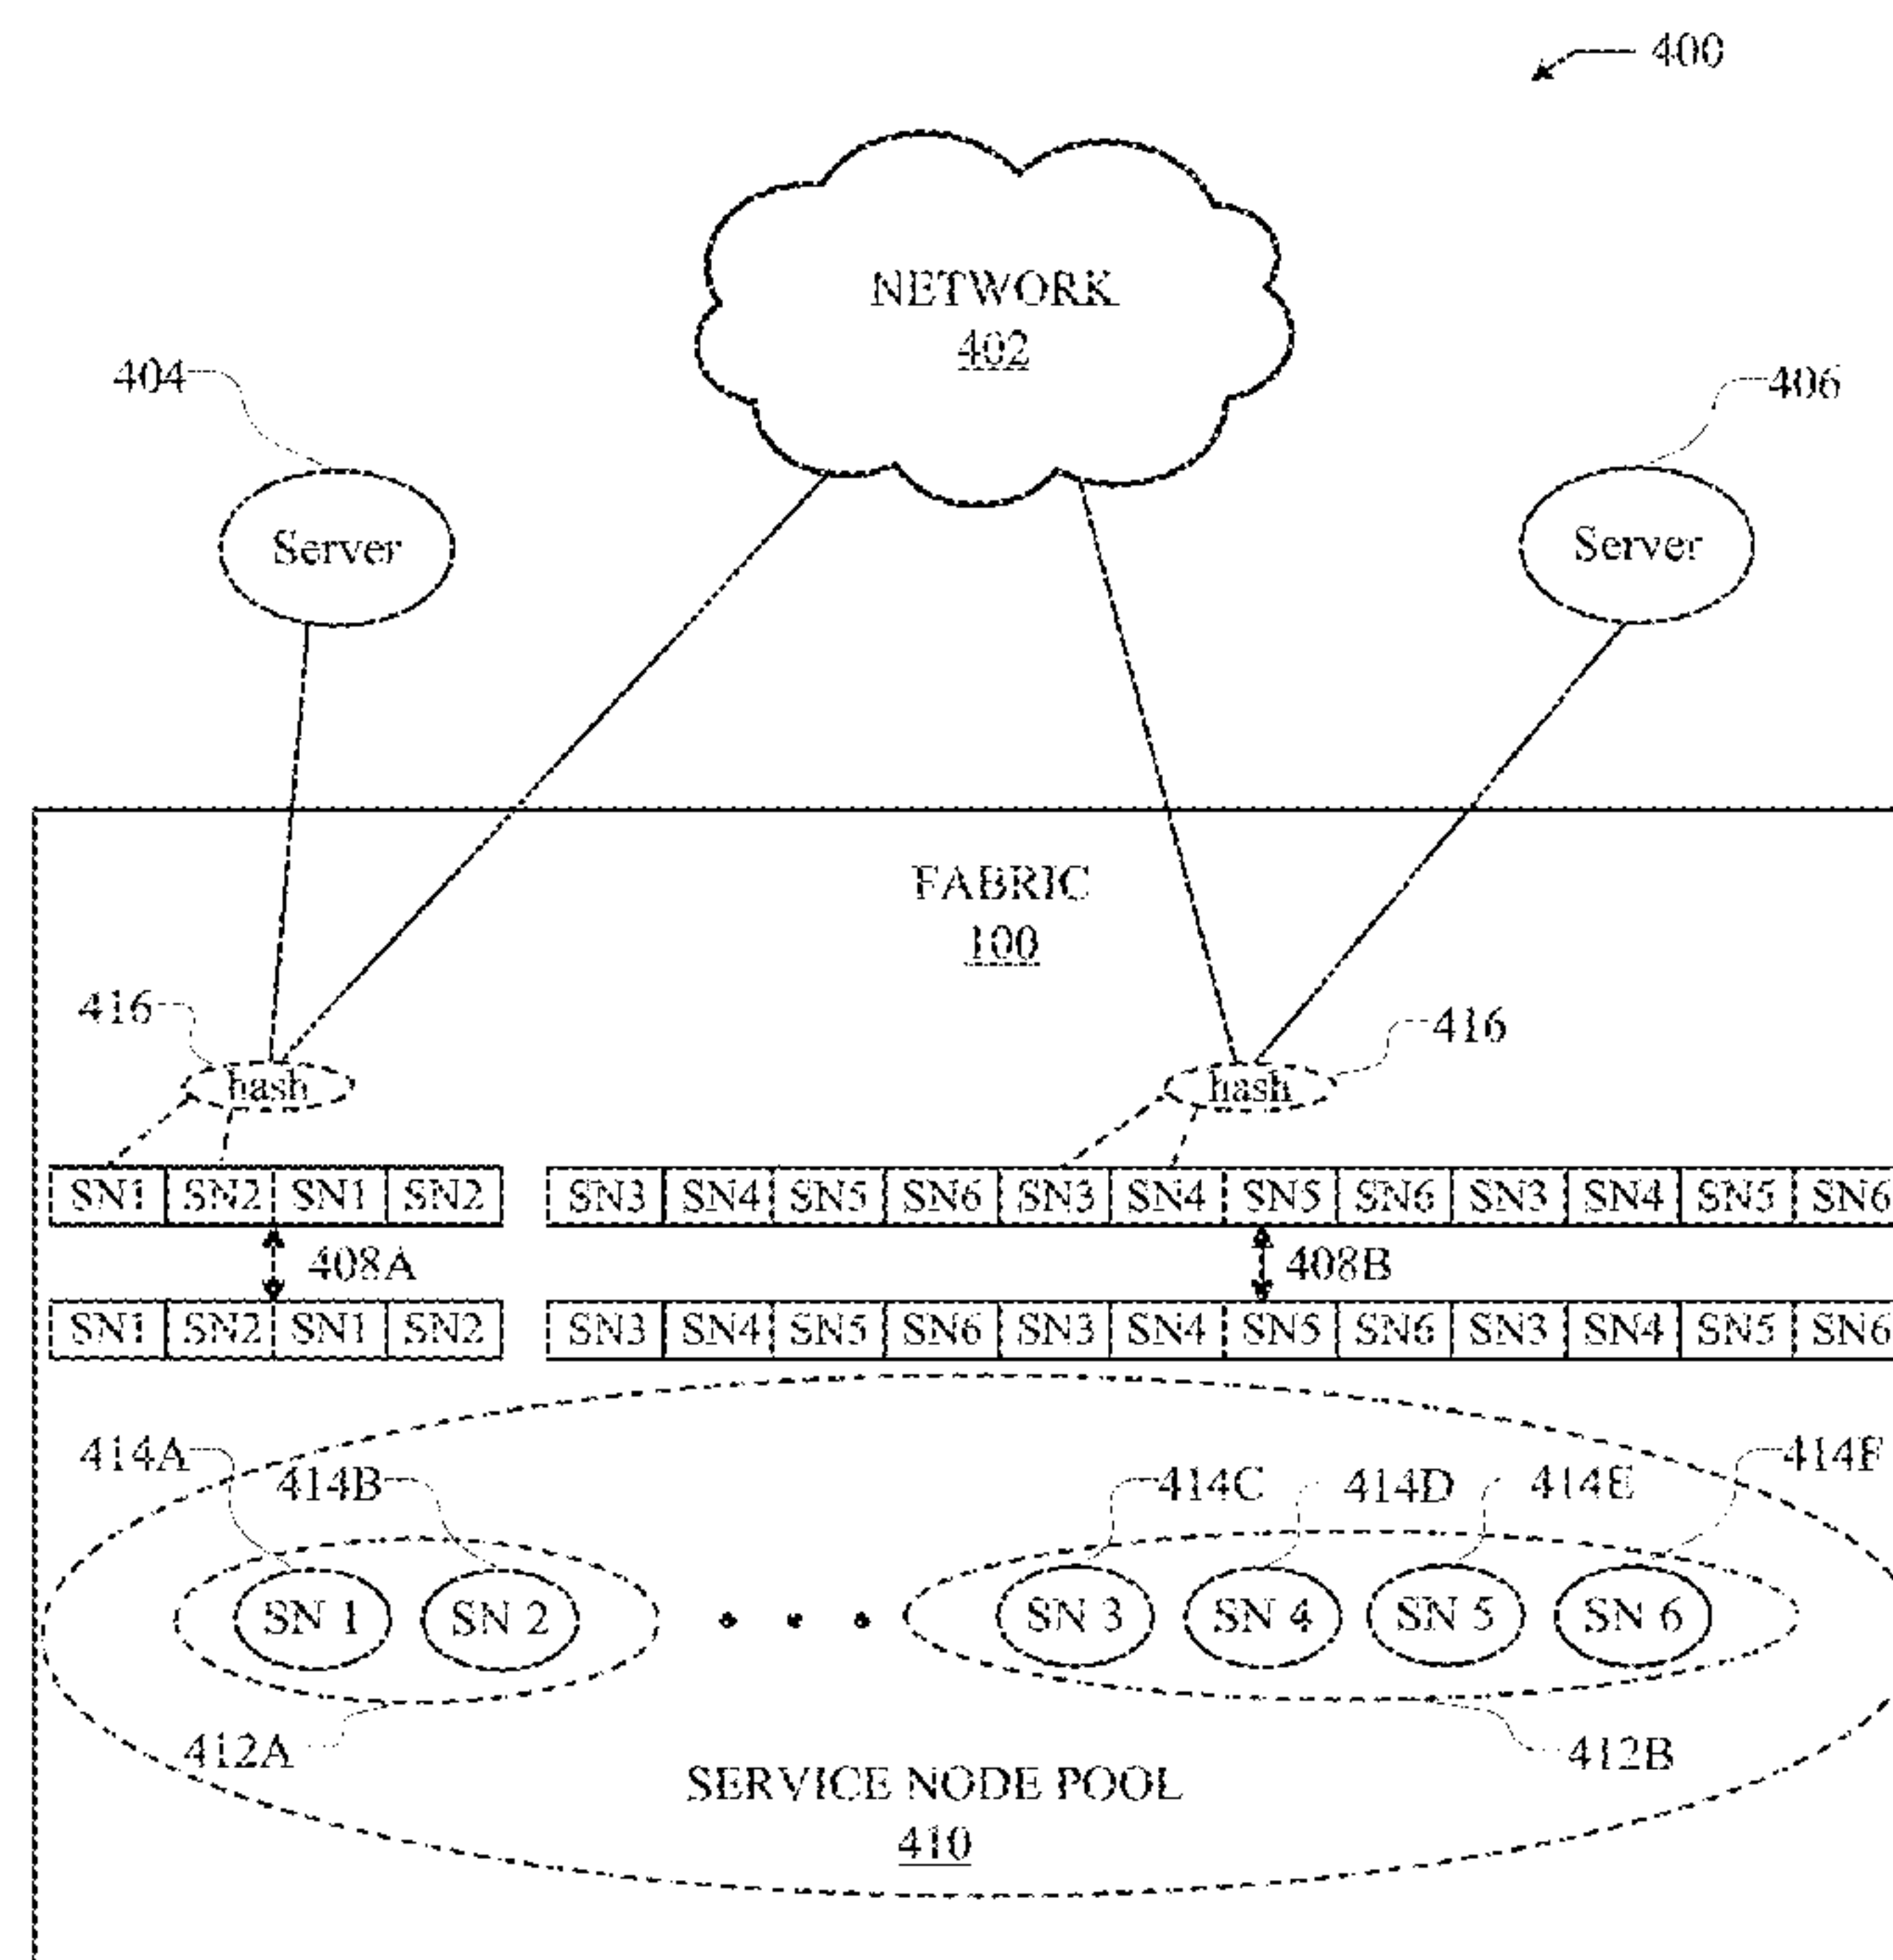 400
NETWORK
402
404
406
Server
Server
FABRIC
100
416
416
hash
hash
SN1 SN2 SN1 SN2 SN3 SN4 SN5 SN6 SN3 SN4 SN5 SN6 SN3 SN4 SN5 SN6
408A
408B
SN1 SN2 SN1 SN2 SN3 SN4 SN5 SN6 SN3 SN4 SN5 SN6 SN3 SN4 SN5 SN6
414A
414B
414C
414D
414E
414F
SN 1
SN 2
SN 3
SN 4
SN 5
SN 6
412A
412B
SERVICE NODE POOL
410